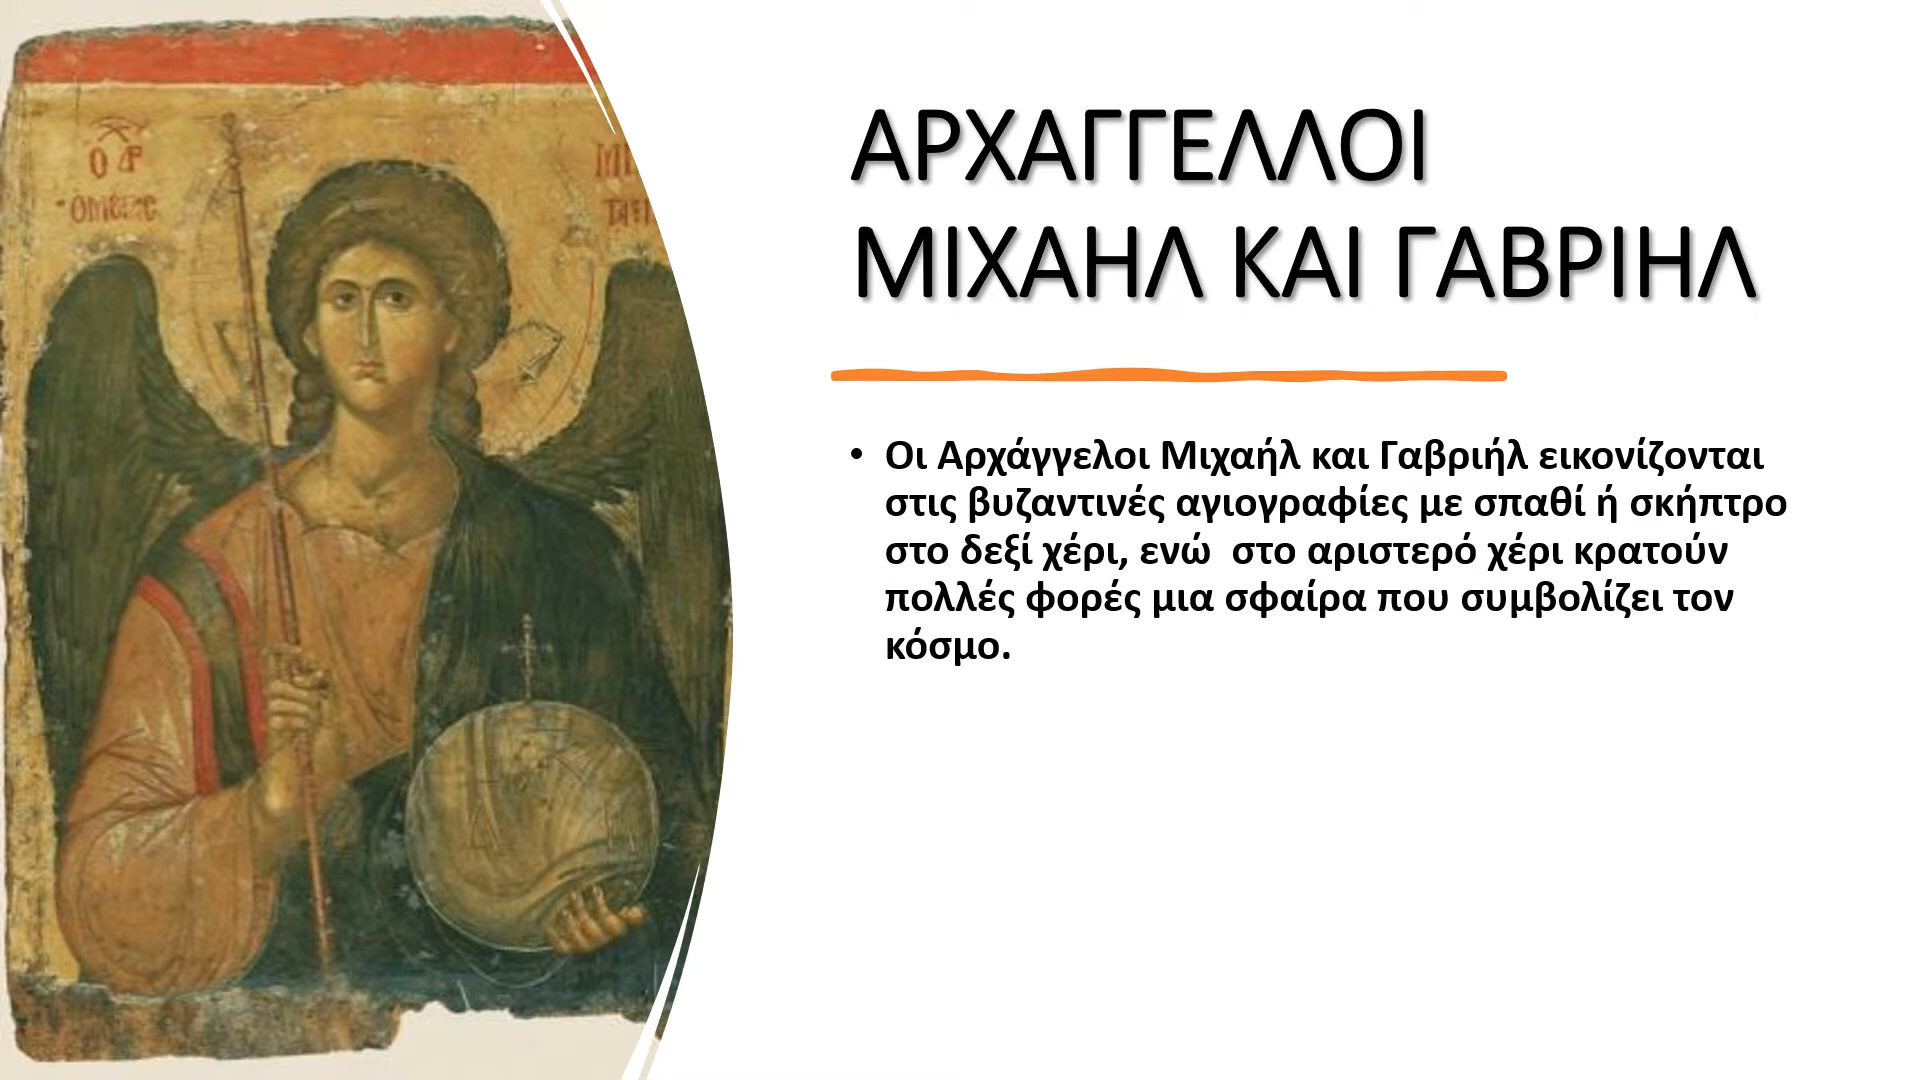 ΑΡΧΑΓΓΕΛΛΟΙ
ΜΙΧΑΗΛ ΚΑΙ ΓΑΒΡΙΗΛ
• Οι Αρχάγγελοι Μιχαήλ και Γαβριήλ εικονίζονται
στις βυζαντινές αγιογραφίες με σπαθί ή σκήπτρο
στο δεξί χέρι, ενώ στο αριστερό χέρι κρατούν
πολλές φορές μια σφαίρα που συμβολίζει τον
κόσμο.